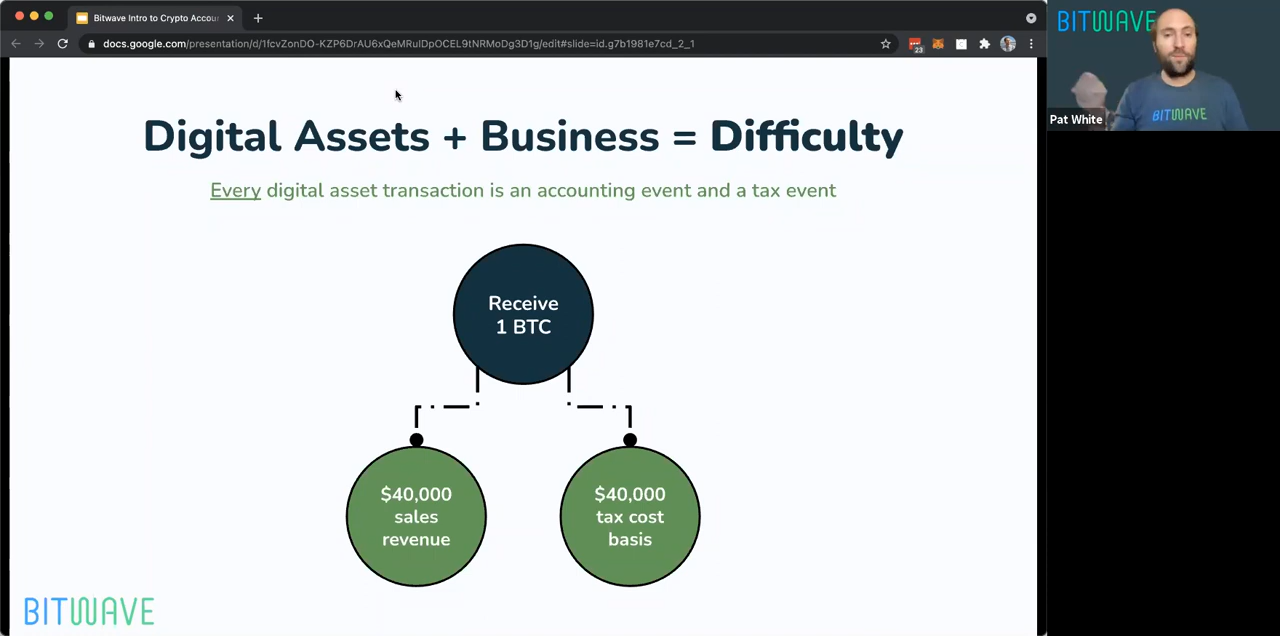 Bitwave Intro to Crypto Accou
docs.google.com/presentation/d/1fcvZonDO-KZP6DrAU6xQeMRuIDpOCEL9tNRMoDg3D1g/edit#slide=id.g7b1981e7cd_2_1
23
BITWAVE
BITWAVE
Pat White
Digital Assets + Business = Difficulty
Every digital asset transaction is an accounting event and a tax event
Receive
1 BTC
$40,000
sales
revenue
$40,000
tax cost
basis
BITWAVE